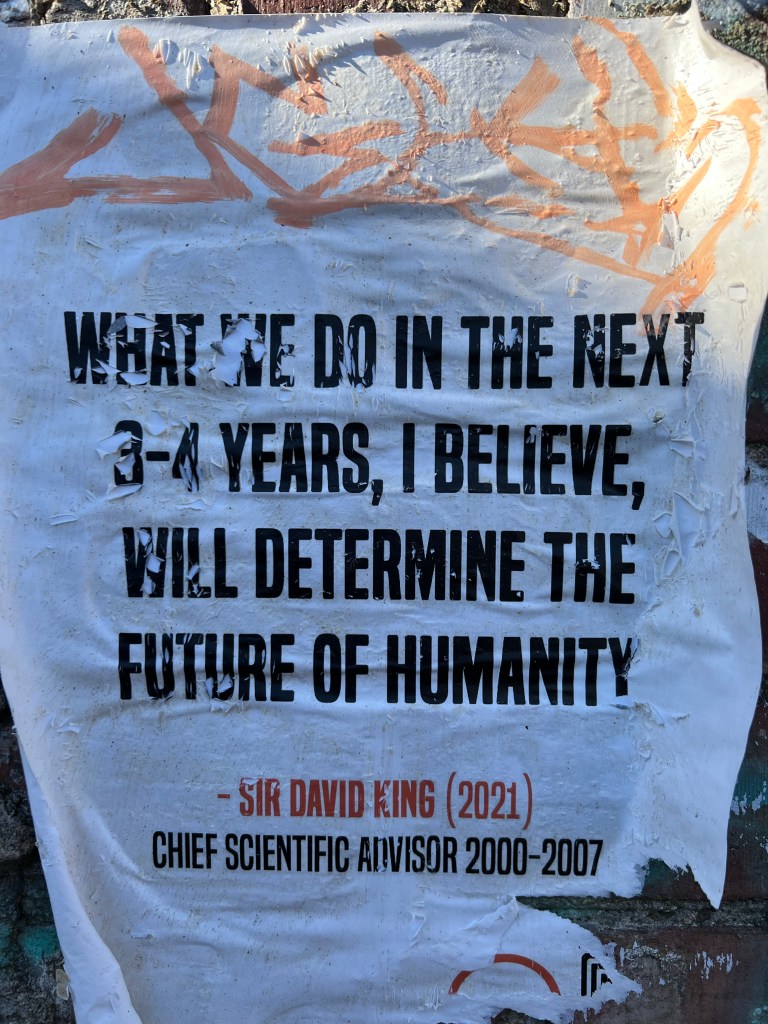 WHAT WE DO IN THE NEXT
3-4 YEARS, I BELIEVE,
WILL DETERMINE THE
FUTURE OF HUMANITY
- SIR DAVID KING (2021)
CHIEF SCIENTIFIC ADVISOR 2000-2007